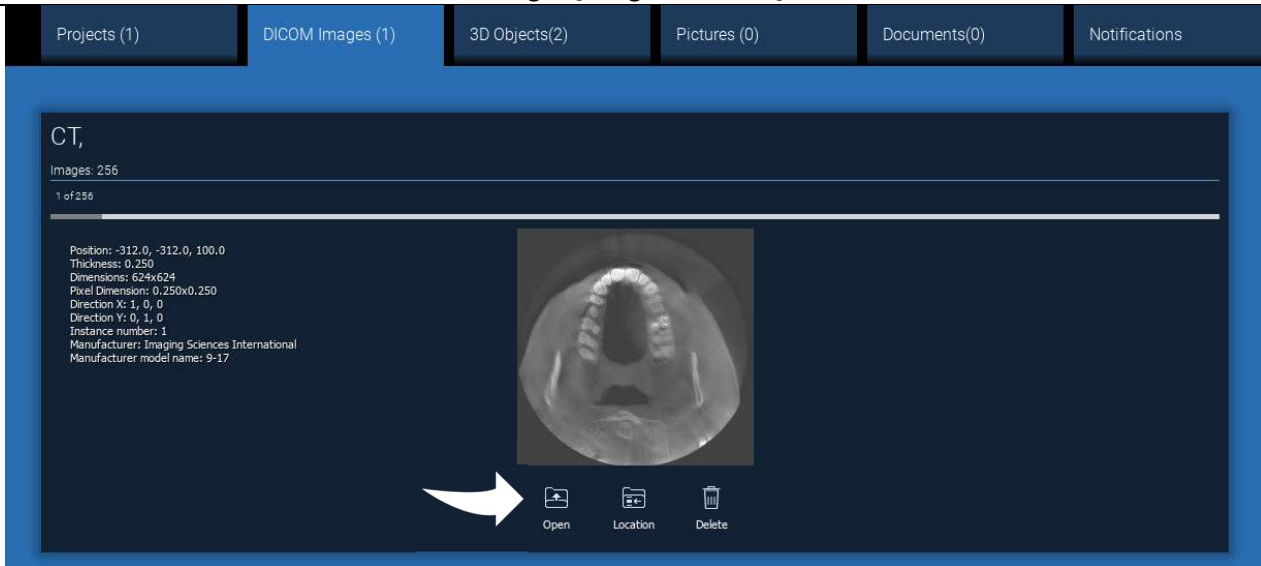 Projects (1) DICOM Images (1) 3D Objects(2) Pictures (0) Documents(0) Notifications
CT,
Images: 256
1 of 256
Position: -312.0, -312.0, 100.0
Thickness: 0.250
Dimensions: 624x624
Pixel Dimension: 0.250x0.250
Direction X: 1, 0, 0
Direction Y: 0, 1, 0
Instance number: 1
Manufacturer: Imaging Sciences International
Manufacturer model name: 9-17
Open Location Delete